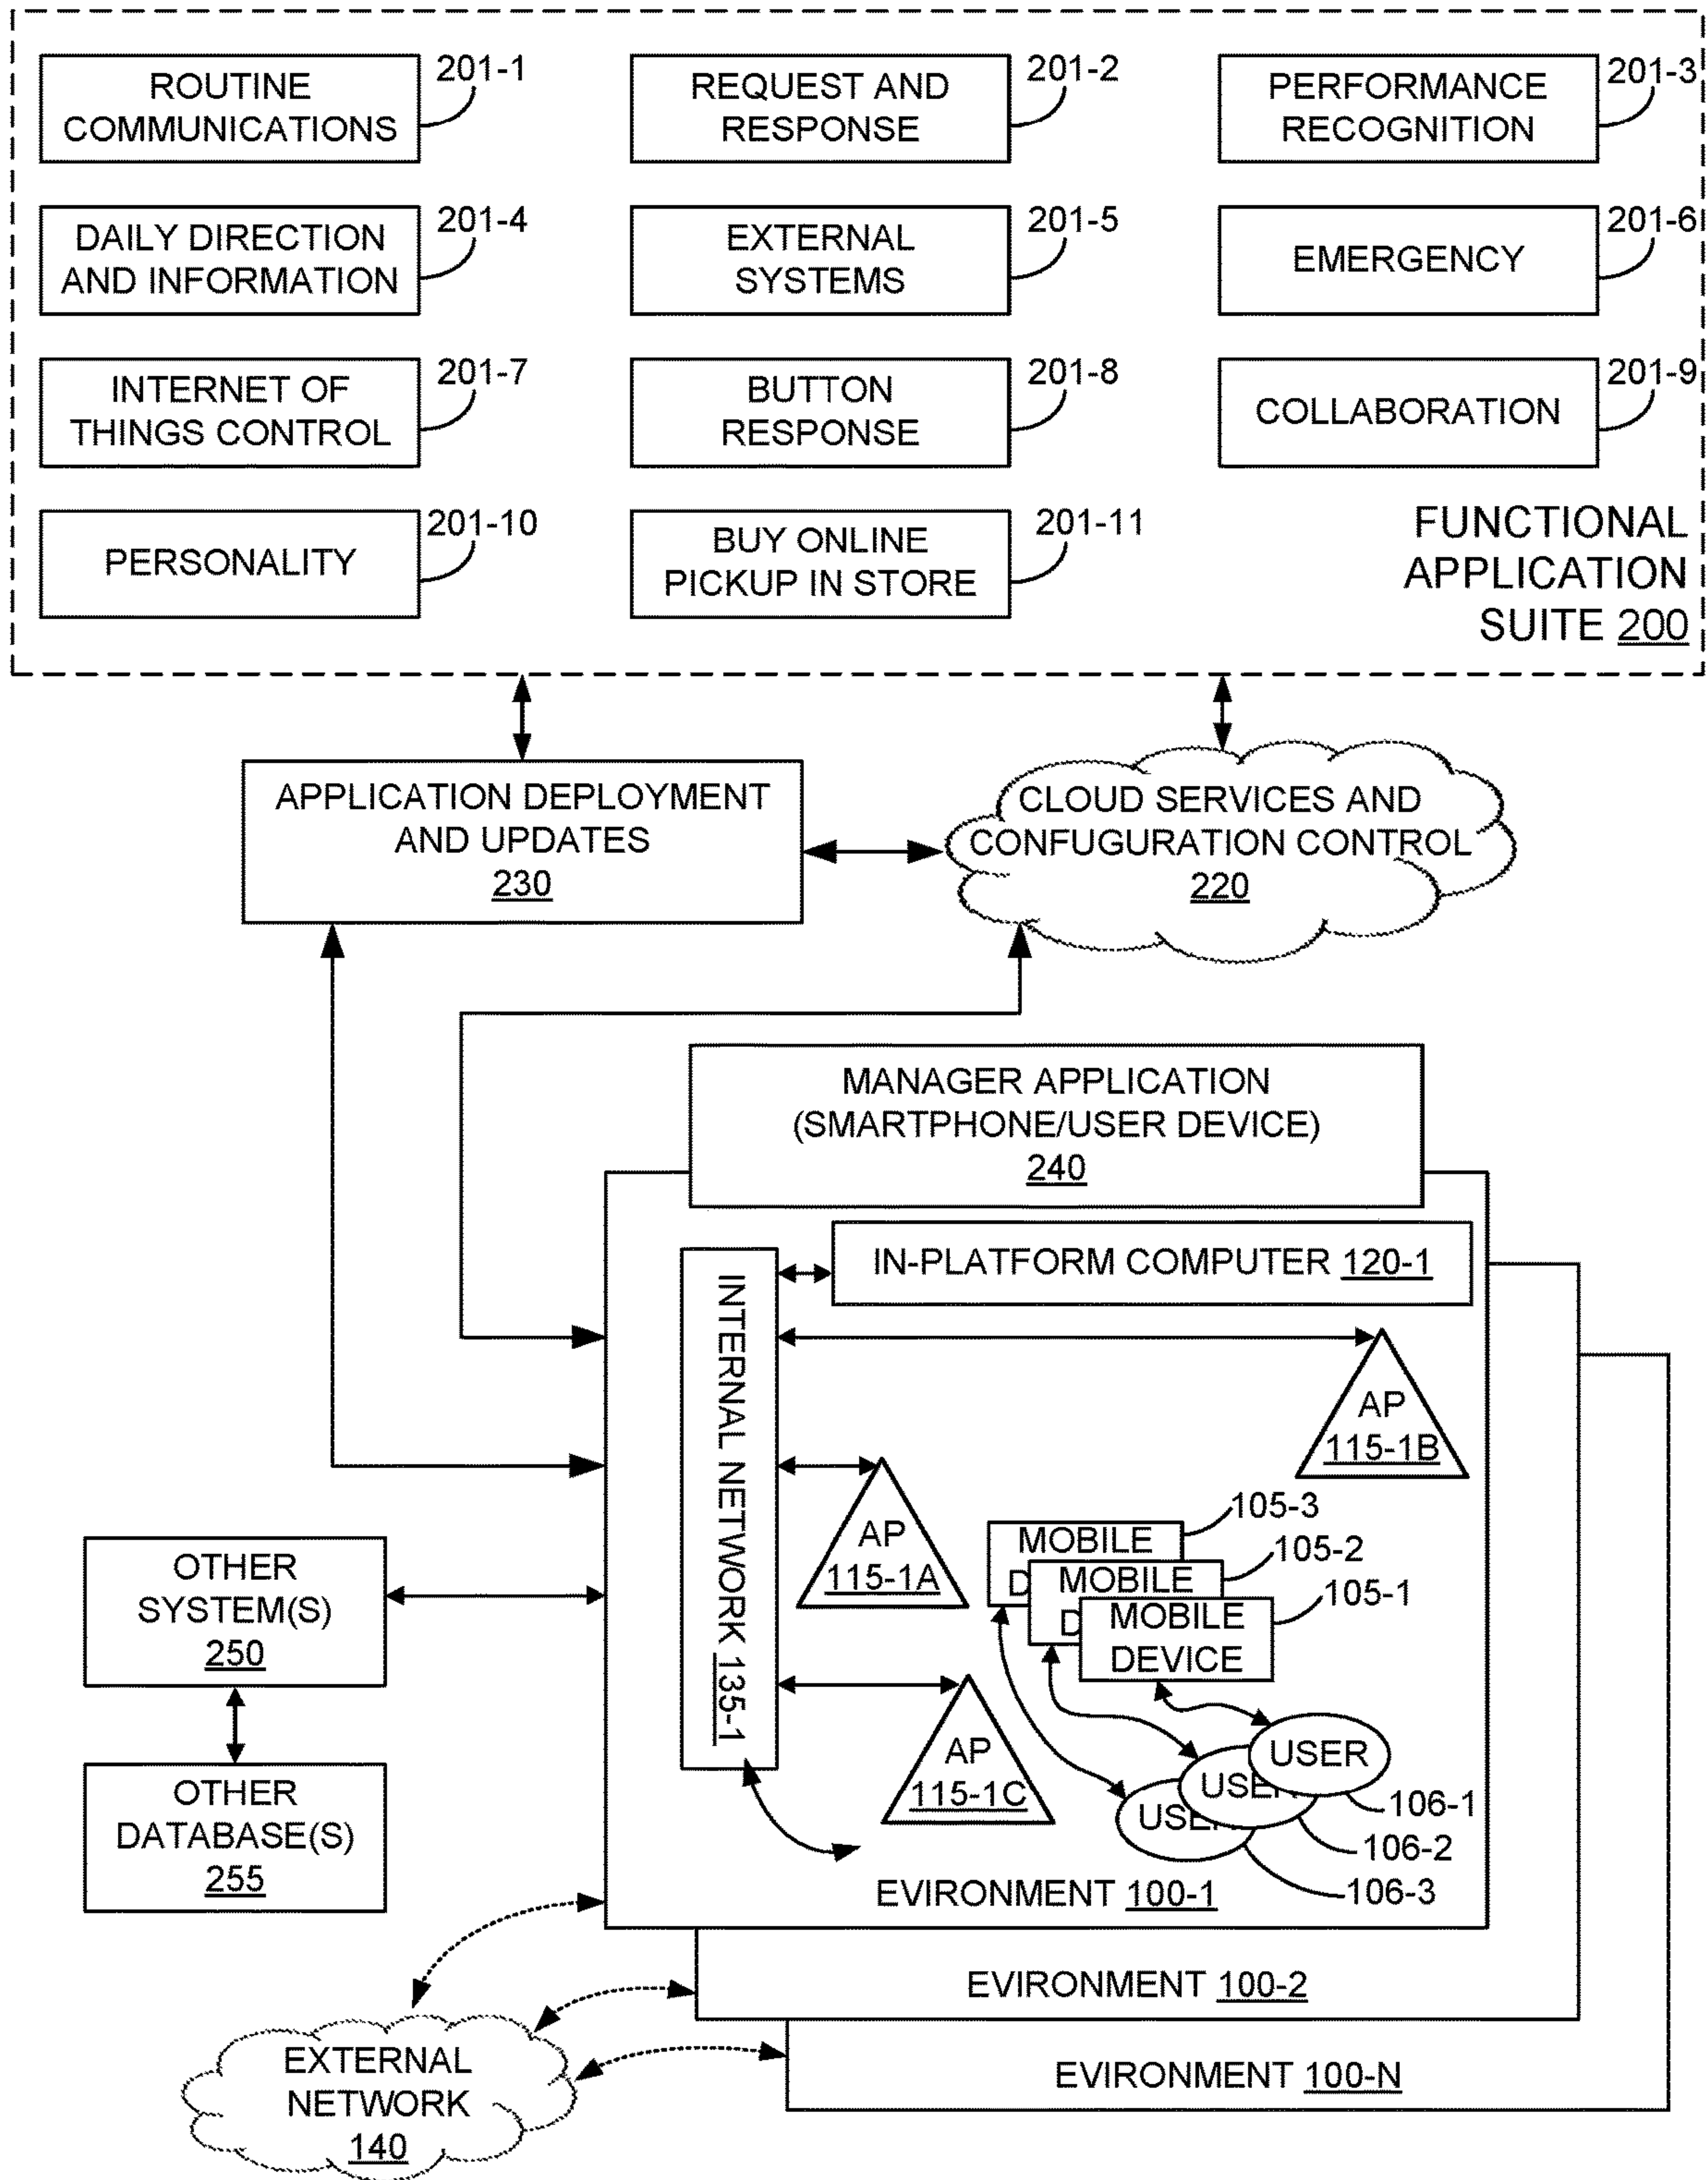 ROUTINE
COMMUNICATIONS
201-1
REQUEST AND
RESPONSE
201-2
PERFORMANCE
RECOGNITION
201-3
DAILY DIRECTION
AND INFORMATION
201-4
EXTERNAL
SYSTEMS
201-5
EMERGENCY
201-6
INTERNET OF
THINGS CONTROL
201-7
BUTTON
RESPONSE
201-8
COLLABORATION
201-9
PERSONALITY
201-10
BUY ONLINE
PICKUP IN STORE
201-11
FUNCTIONAL
APPLICATION
SUITE 200
APPLICATION DEPLOYMENT
AND UPDATES
230
CLOUD SERVICES AND
CONFUGURATION CONTROL
220
MANAGER APPLICATION
(SMARTPHONE/USER DEVICE)
240
IN-PLATFORM COMPUTER 120-1
INTERNAL NETWORK 135-1
AP
115-1B
AP
115-1A
AP
115-1C
MOBILE
D
105-3
MOBILE
D
105-2
MOBILE
DEVICE
105-1
USER
106-1
USER
106-2
USER
106-3
EVIRONMENT 100-1
EVIRONMENT 100-2
EVIRONMENT 100-N
OTHER
SYSTEM(S)
250
OTHER
DATABASE(S)
255
EXTERNAL
NETWORK
140